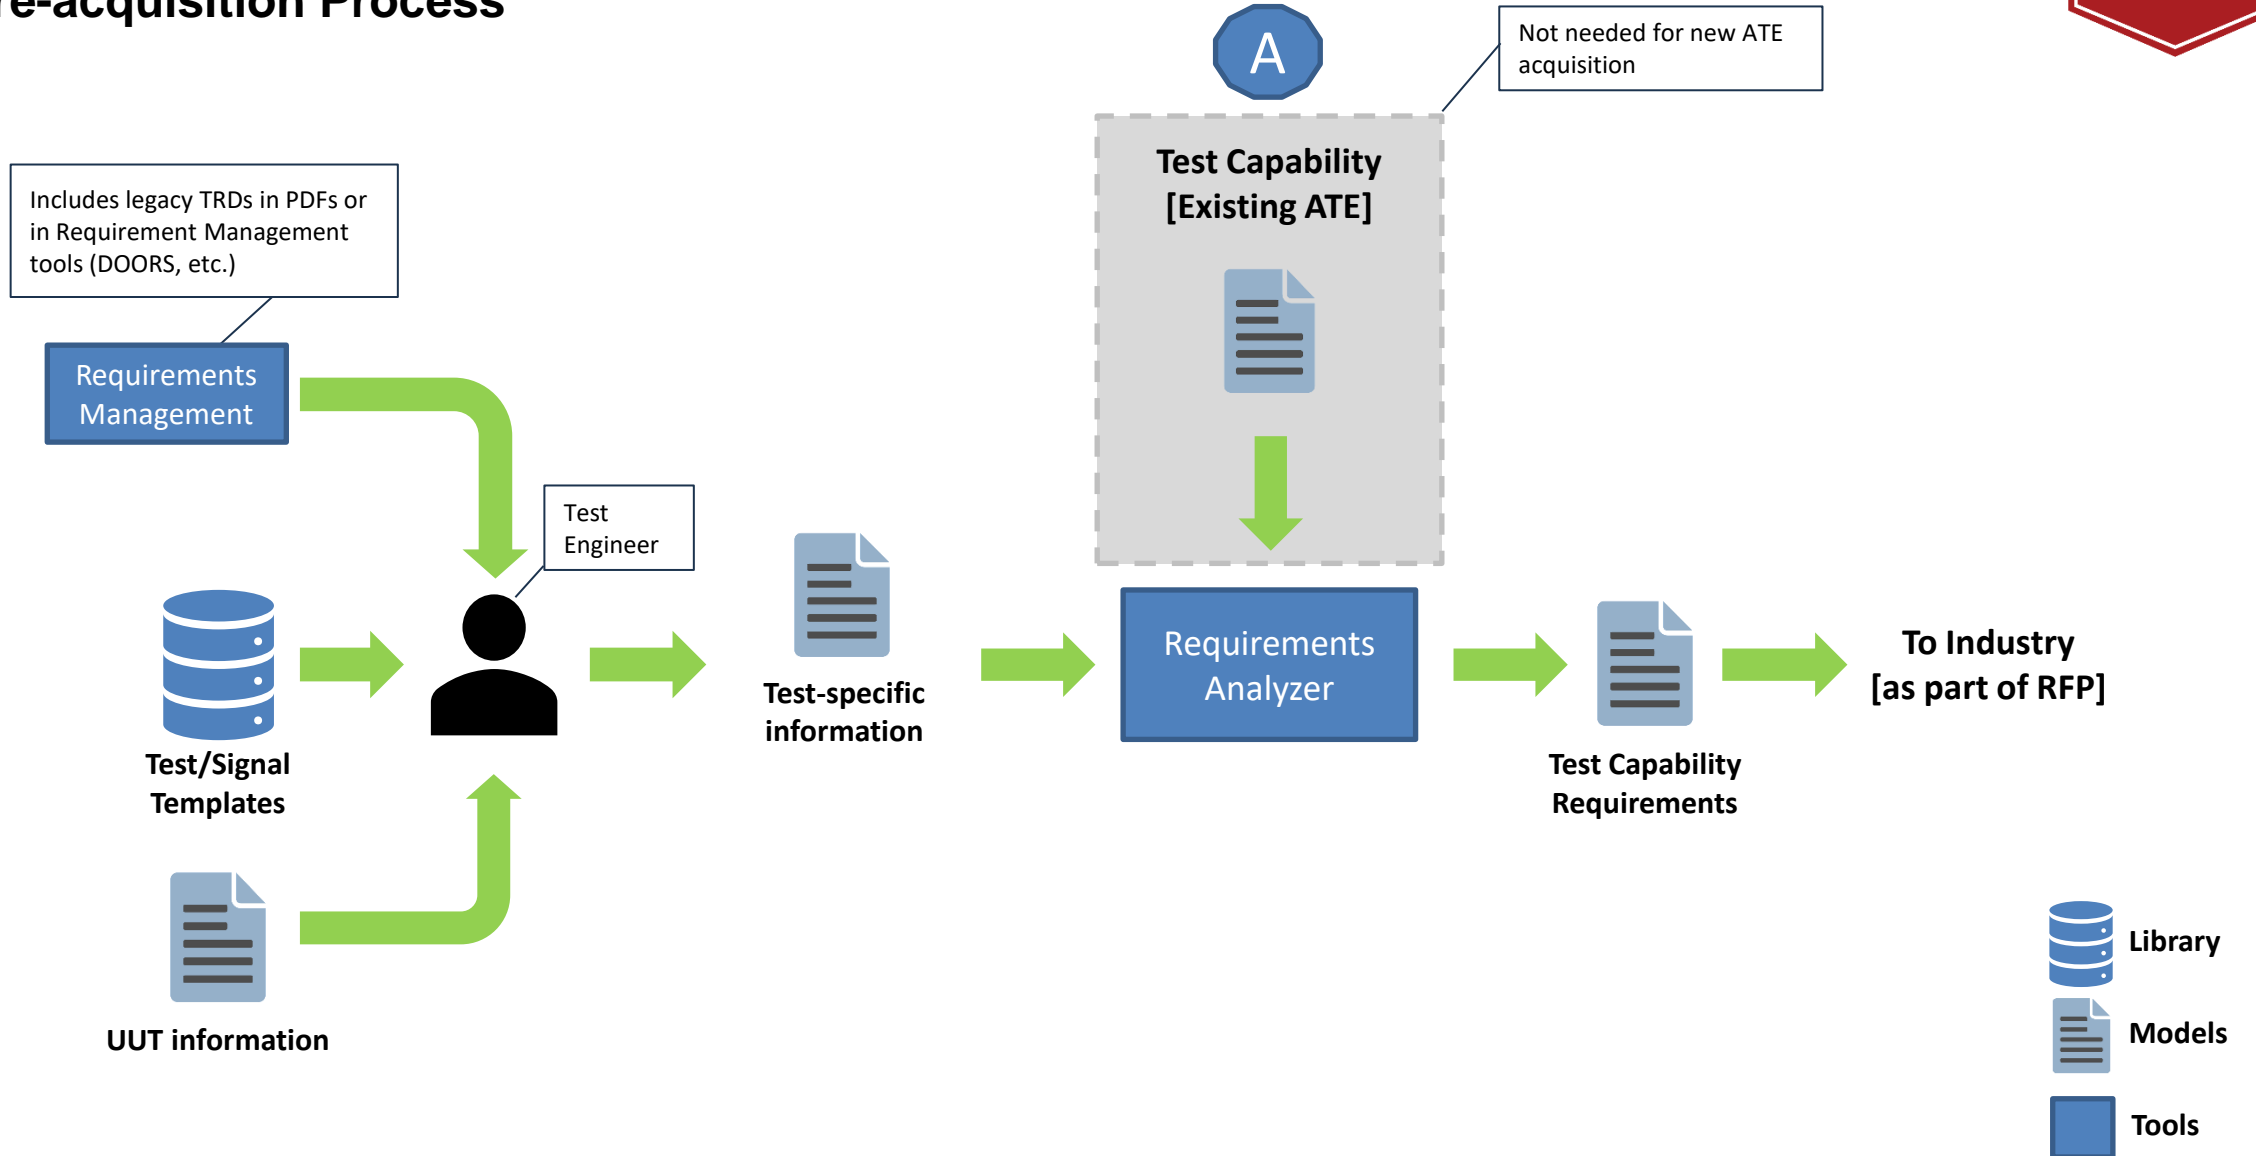 re-acquisition Process
A
Not needed for new ATE
acquisition
Test Capability
[Existing ATE]
Includes legacy TRDs in PDFs or
in Requirement Management
tools (DOORS, etc.)
Requirements
Management
Test
Engineer
Test/Signal
Templates
UUT information
Test-specific
information
Requirements
Analyzer
Test Capability
Requirements
To Industry
[as part of RFP]
Library
Models
Tools